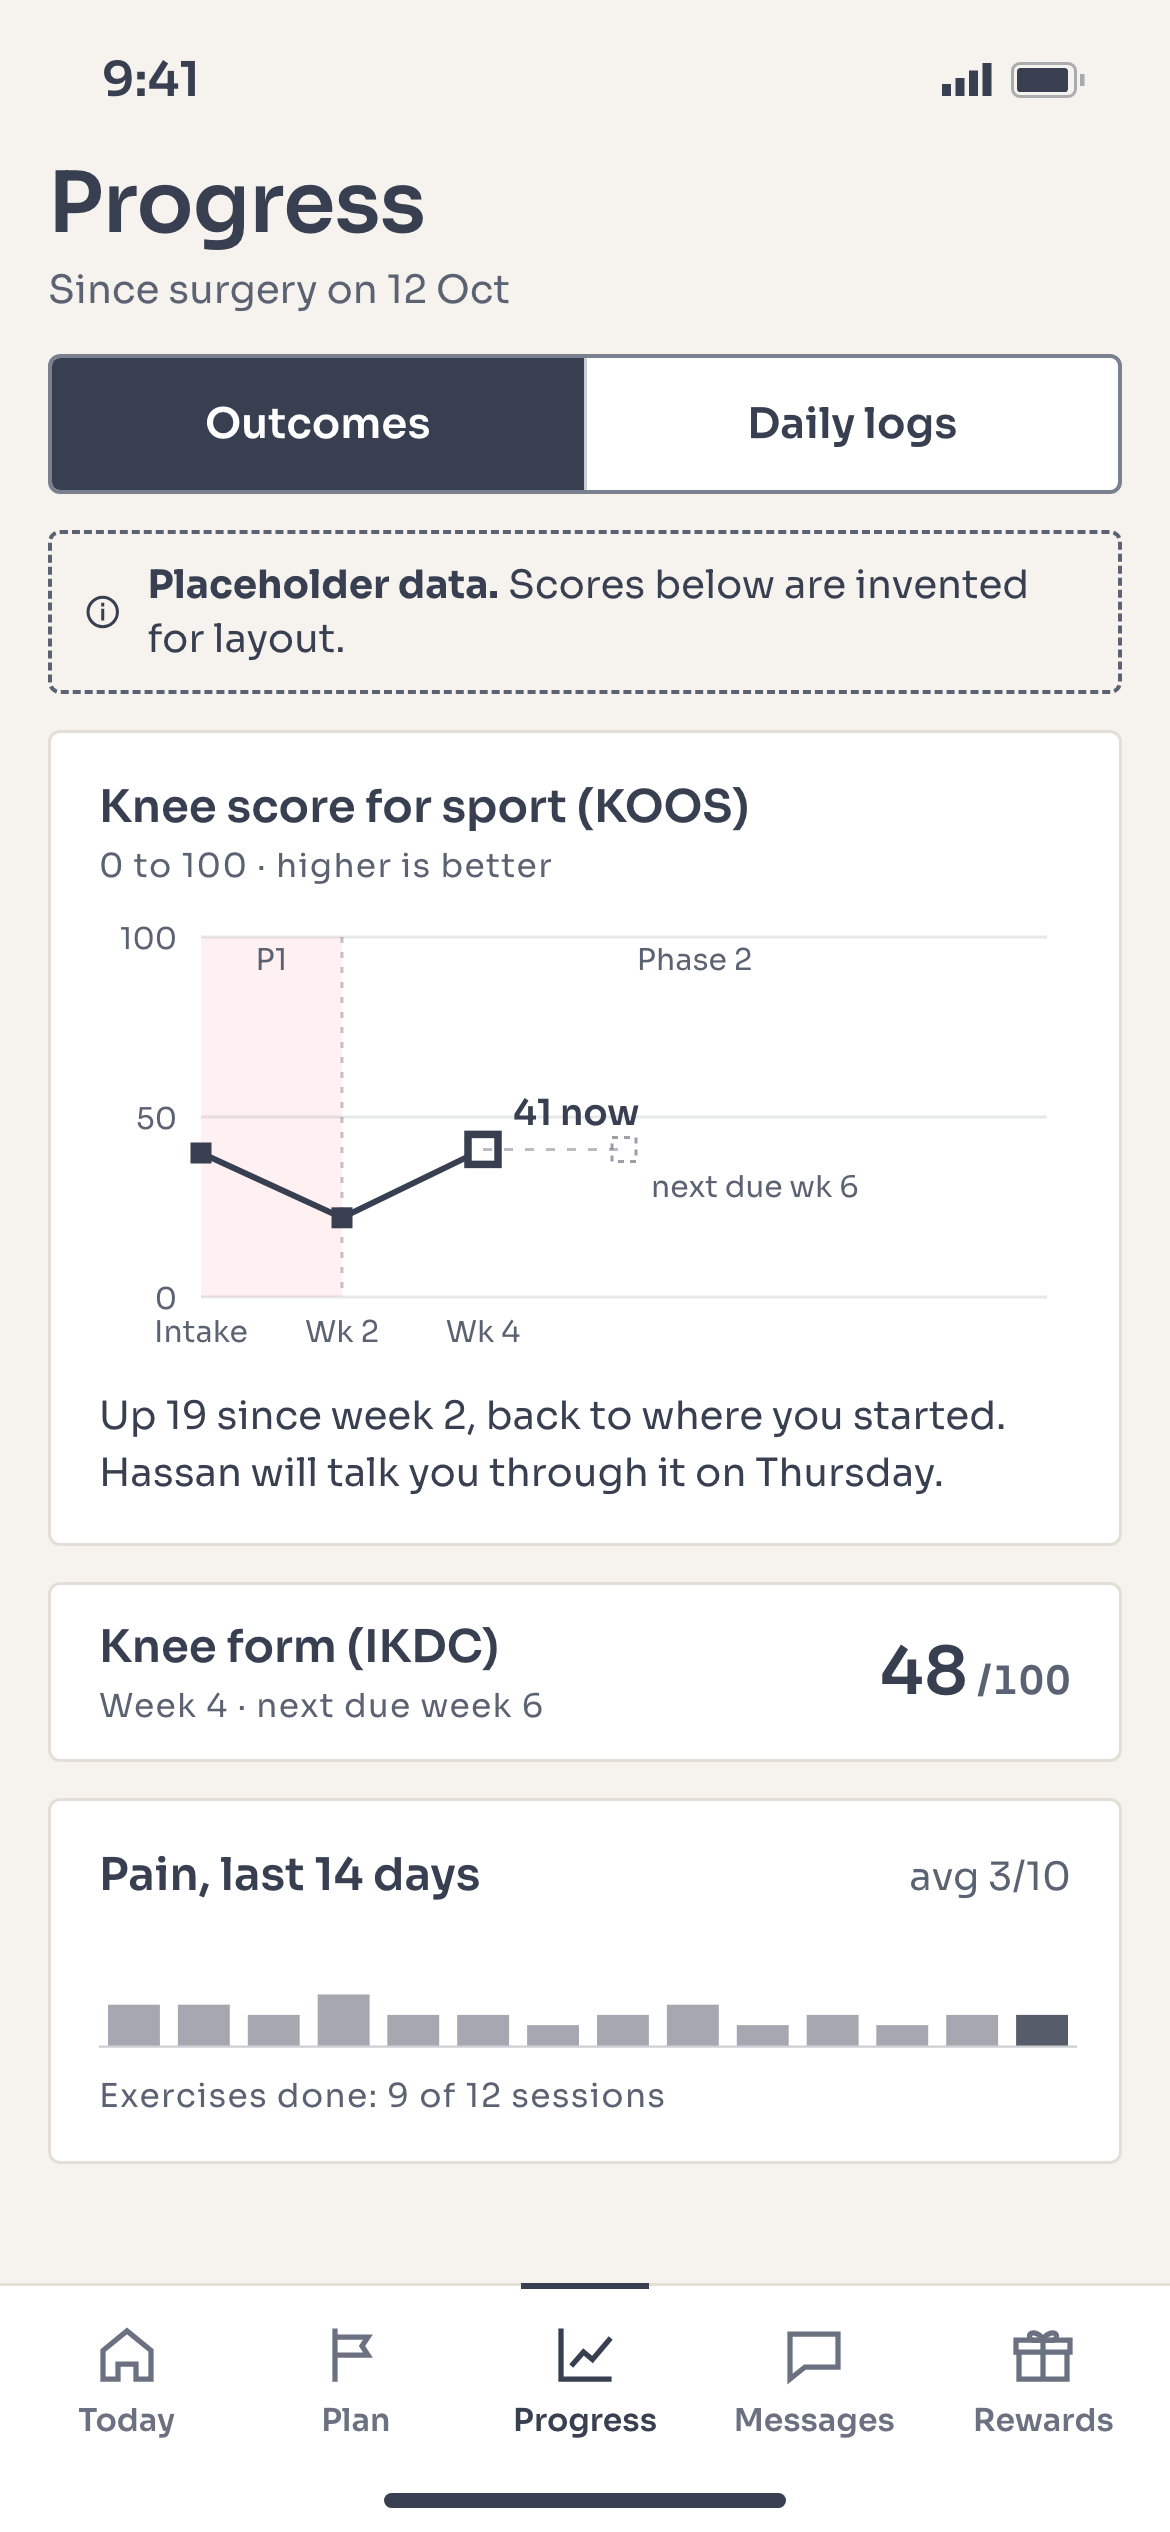 9:41
Progress
Since surgery on 12 Oct
Outcomes
Daily logs
Placeholder data. Scores below are invented
for layout.
Knee score for sport (KOOS)
0 to 100 · higher is better
100
P1
Phase 2
50
41 now
next due wk 6
0
Intake
Wk 2
Wk 4
Up 19 since week 2, back to where you started.
Hassan will talk you through it on Thursday.
Knee form (IKDC)
48 /100
Week 4 · next due week 6
Pain, last 14 days
avg 3/10
Exercises done: 9 of 12 sessions
Today
Plan
Progress
Messages
Rewards